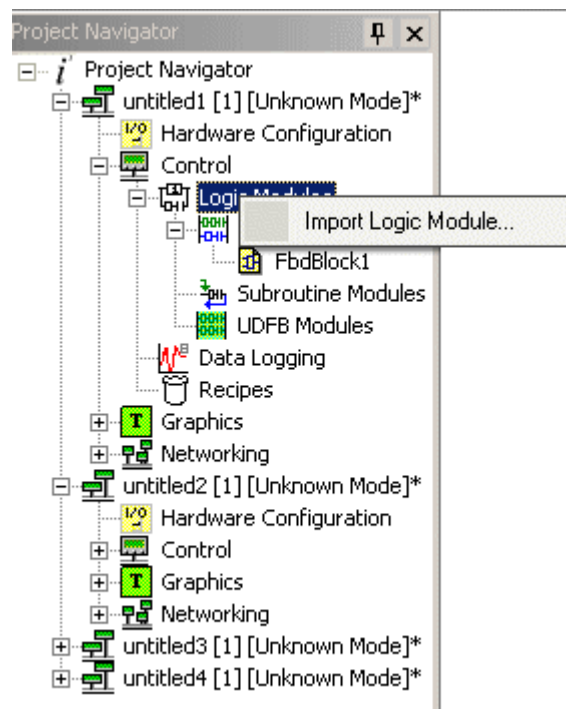 Project Navigator
Project Navigator
untitled1 [1] [Unknown Mode]*
I/O Hardware Configuration
Control
Logic Modules
Import Logic Module...
FbdBlock1
Subroutine Modules
UDFB Modules
Data Logging
Recipes
T Graphics
Networking
untitled2 [1] [Unknown Mode]*
I/O Hardware Configuration
Control
T Graphics
Networking
untitled3 [1] [Unknown Mode]*
untitled4 [1] [Unknown Mode]*